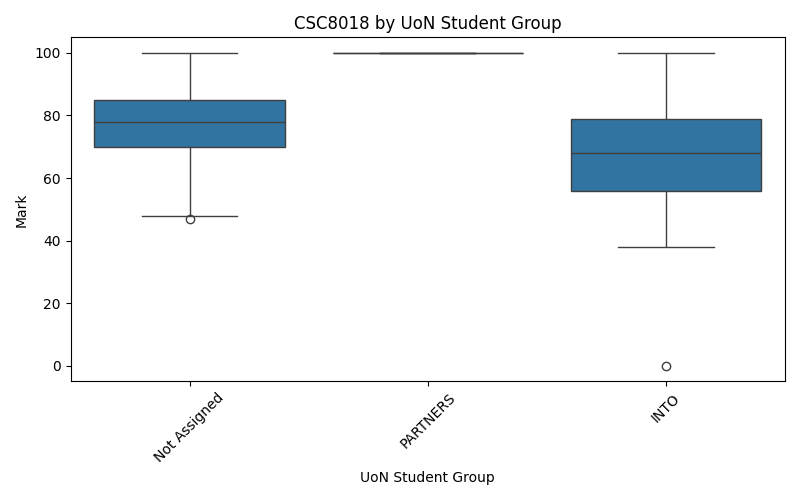 CSC8018 by UoN Student Group
Mark
100
80
60
40
20
0
Not Assigned
PARTNERS
INTO
UoN Student Group